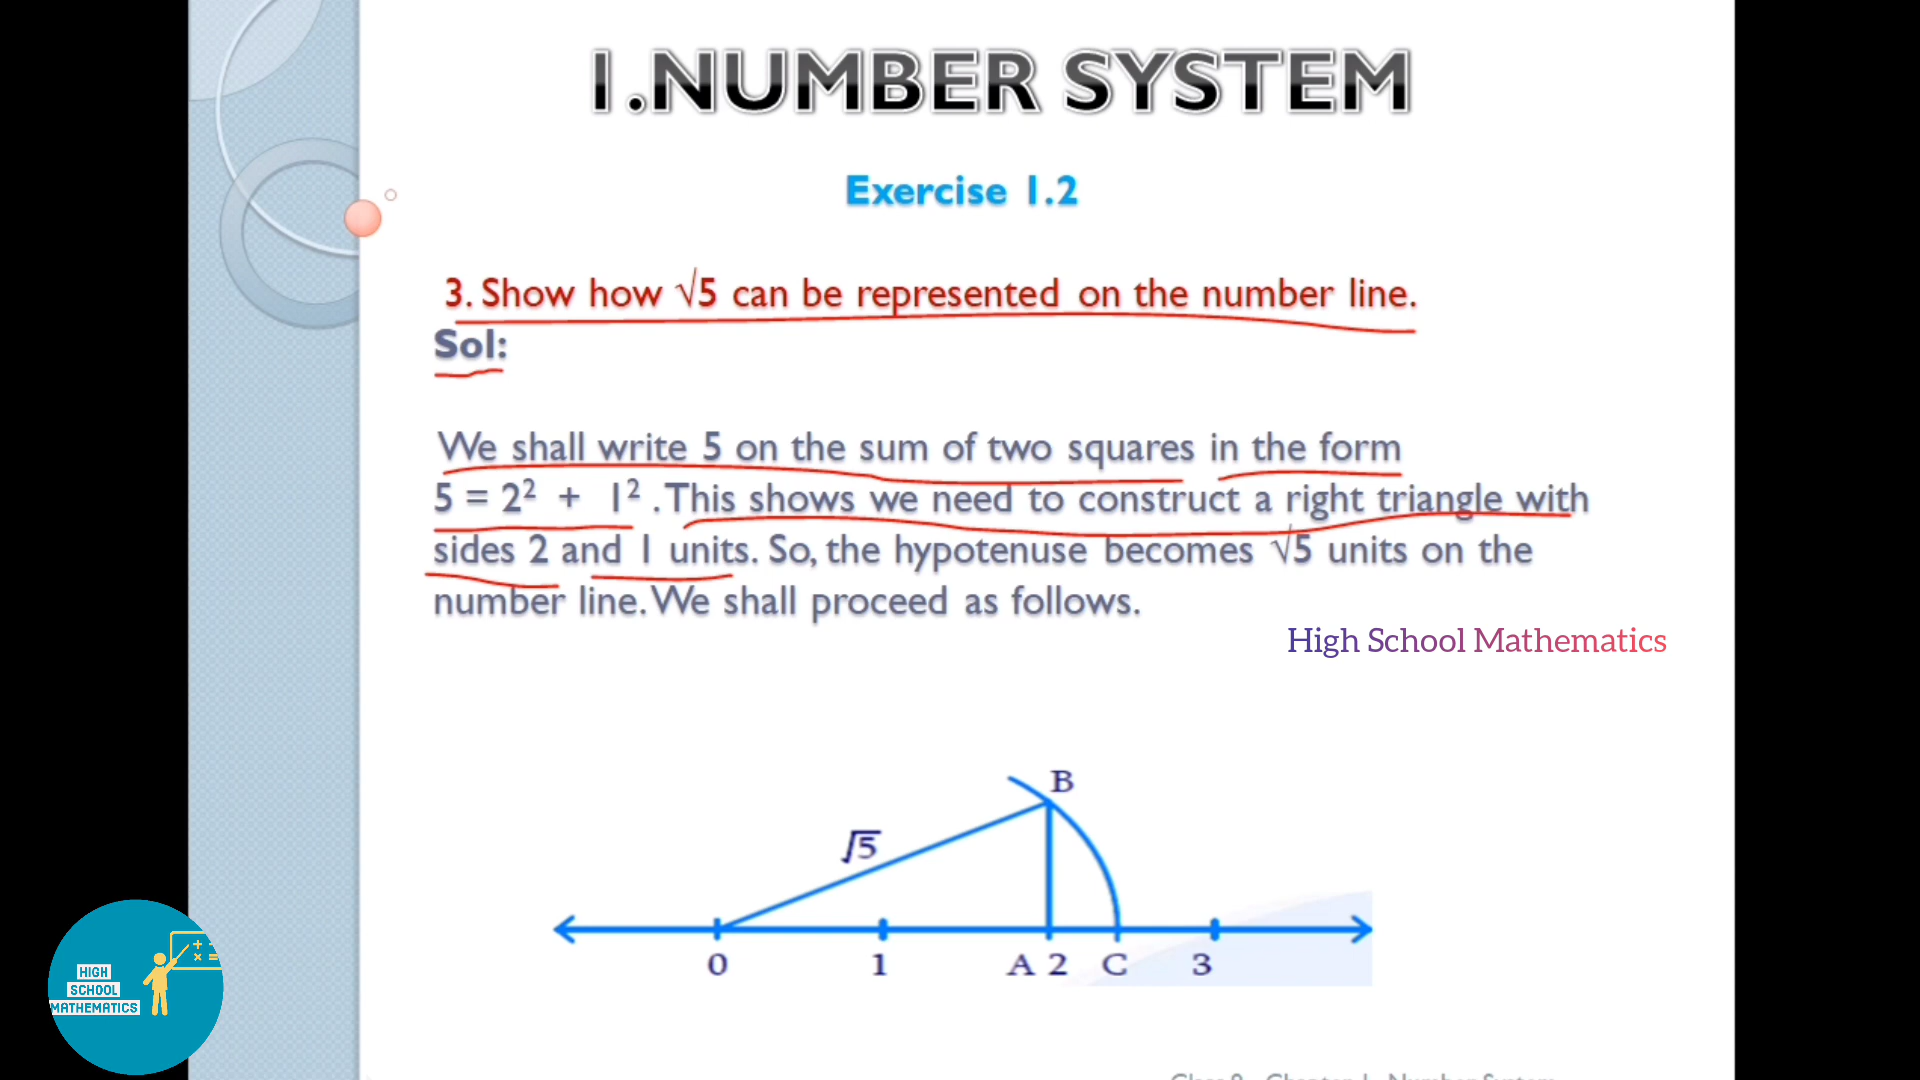 1.NUMBER SYSTEM
Exercise 1.2
3. Show how √5 can be represented on the number line.
Sol:
We shall write 5 on the sum of two squares in the form
5 = 2² + 1² . This shows we need to construct a right triangle with
sides 2 and 1 units. So, the hypotenuse becomes √5 units on the
number line. We shall proceed as follows.
High School Mathematics
B
√5
0 1 A 2 C 3
HIGH
SCHOOL
MATHEMATICS
+ -
× =